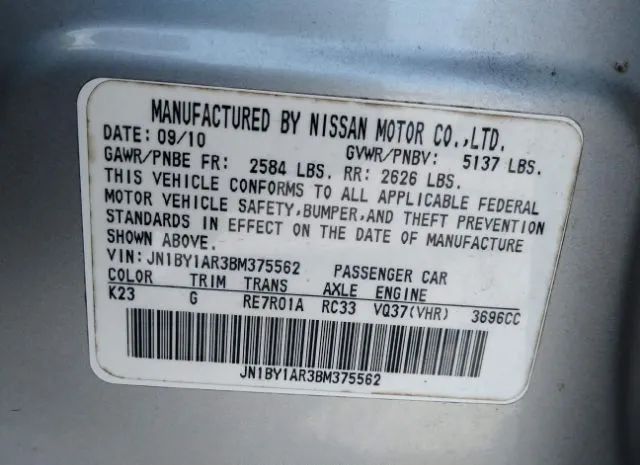 MANUFACTURED BY NISSAN MOTOR CO.,LTD.
DATE: 09/10 GVWR/PNBV: 5137 LBS.
GAWR/PNBE FR: 2584 LBS. RR: 2626 LBS.
THIS VEHICLE CONFORMS TO ALL APPLICABLE FEDERAL
MOTOR VEHICLE SAFETY,BUMPER,AND THEFT PREVENTION
STANDARDS IN EFFECT ON THE DATE OF MANUFACTURE
SHOWN ABOVE.
VIN:JN1BY1AR3BM375562 PASSENGER CAR
COLOR TRIM TRANS AXLE ENGINE
K23 G RE7R01A RC33 VQ37(VHR) 3696CC
JN1BY1AR3BM375562